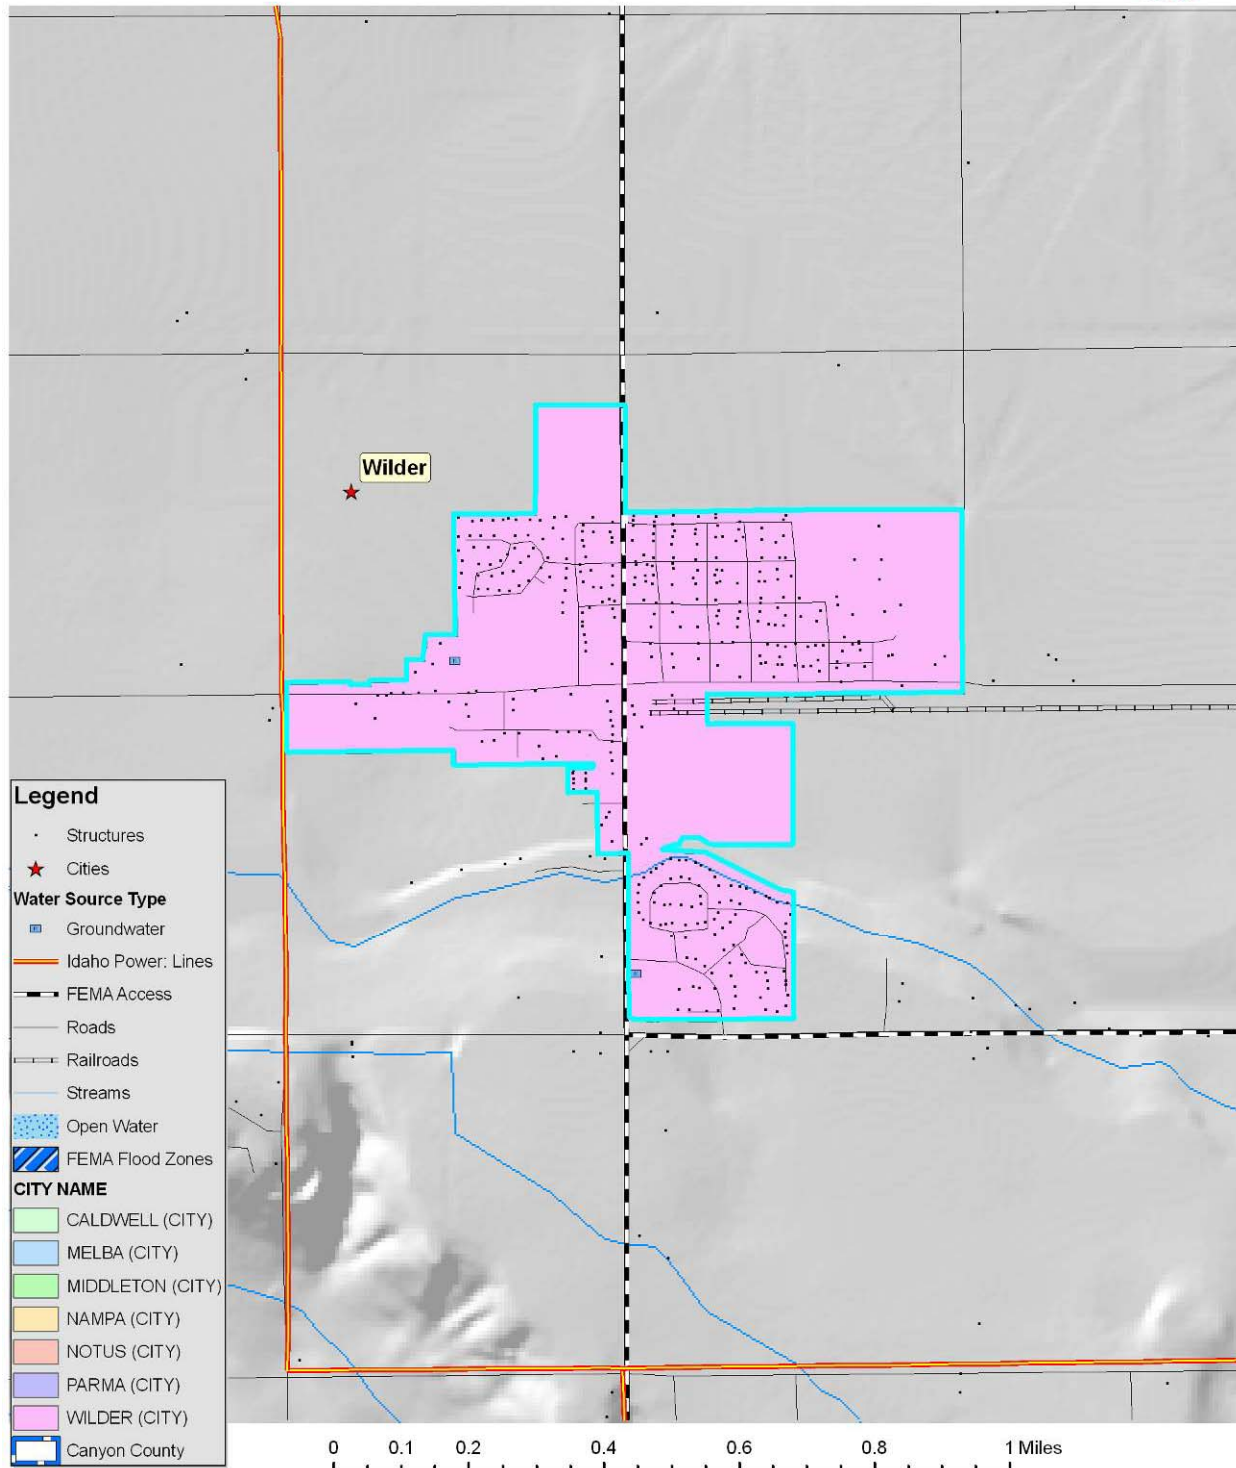 Wilder
Legend
Structures
Cities
Water Source Type
Groundwater
Idaho Power: Lines
FEMA Access
Roads
Railroads
Streams
Open Water
FEMA Flood Zones
CITY NAME
CALDWELL (CITY)
MELBA (CITY)
MIDDLETON (CITY)
NAMPA (CITY)
NOTUS (CITY)
PARMA (CITY)
WILDER (CITY)
Canyon County
0 0.1 0.2 0.4 0.6 0.8 1 Miles